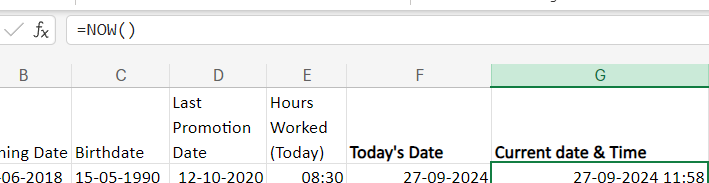 fx =NOW()
B C D E F G
Last Hours
Promotion Worked
ning Date Birthdate Date (Today) Today's Date Current date & Time
-06-2018 15-05-1990 12-10-2020 08:30 27-09-2024 27-09-2024 11:58